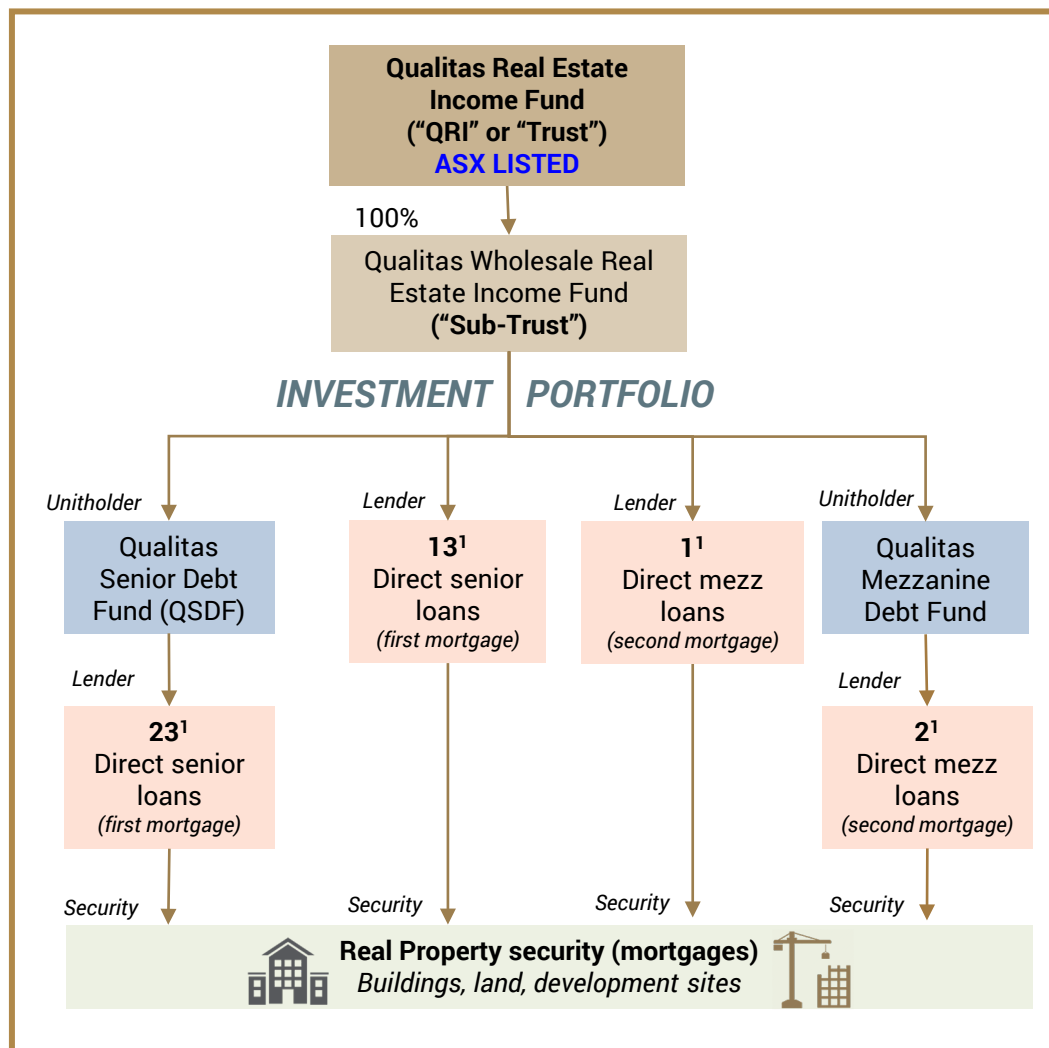 Qualitas Real Estate
Income Fund
(“QRI” or “Trust”)
ASX LISTED
100%
Qualitas Wholesale Real
Estate Income Fund
(“Sub-Trust”)
INVESTMENT PORTFOLIO
Unitholder
Qualitas
Senior Debt
Fund (QSDF)
Lender
23¹
Direct senior
loans
(first mortgage)
Security
Lender
13¹
Direct senior
loans
(first mortgage)
Security
Lender
1¹
Direct mezz
loans
(second mortgage)
Security
Unitholder
Qualitas
Mezzanine
Debt Fund
Lender
2¹
Direct mezz
loans
(second mortgage)
Security
Real Property security (mortgages)
Buildings, land, development sites